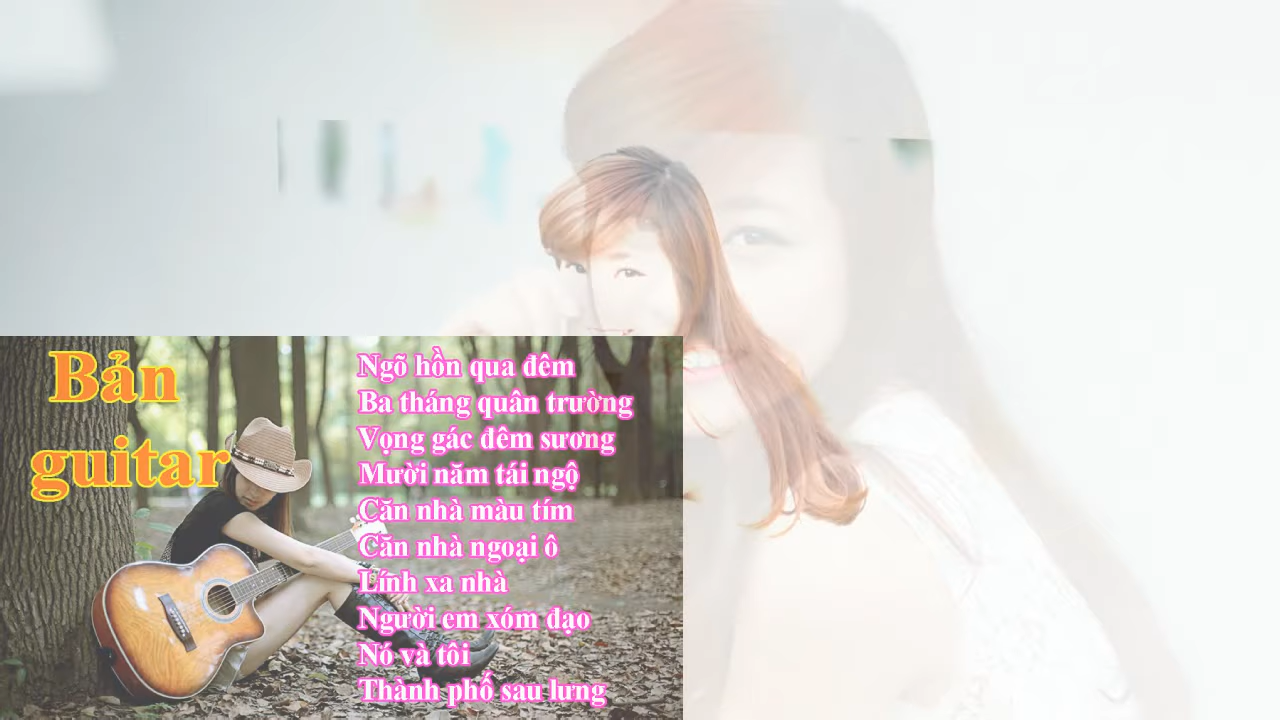 Bản
guitar
Ngõ hồn qua đêm
Ba tháng quân trường
Vọng gác đêm sương
Mười năm tái ngộ
Căn nhà màu tím
Căn nhà ngoại ô
Lính xa nhà
Người em xóm đạo
Nó và tôi
Thành phố sau lưng